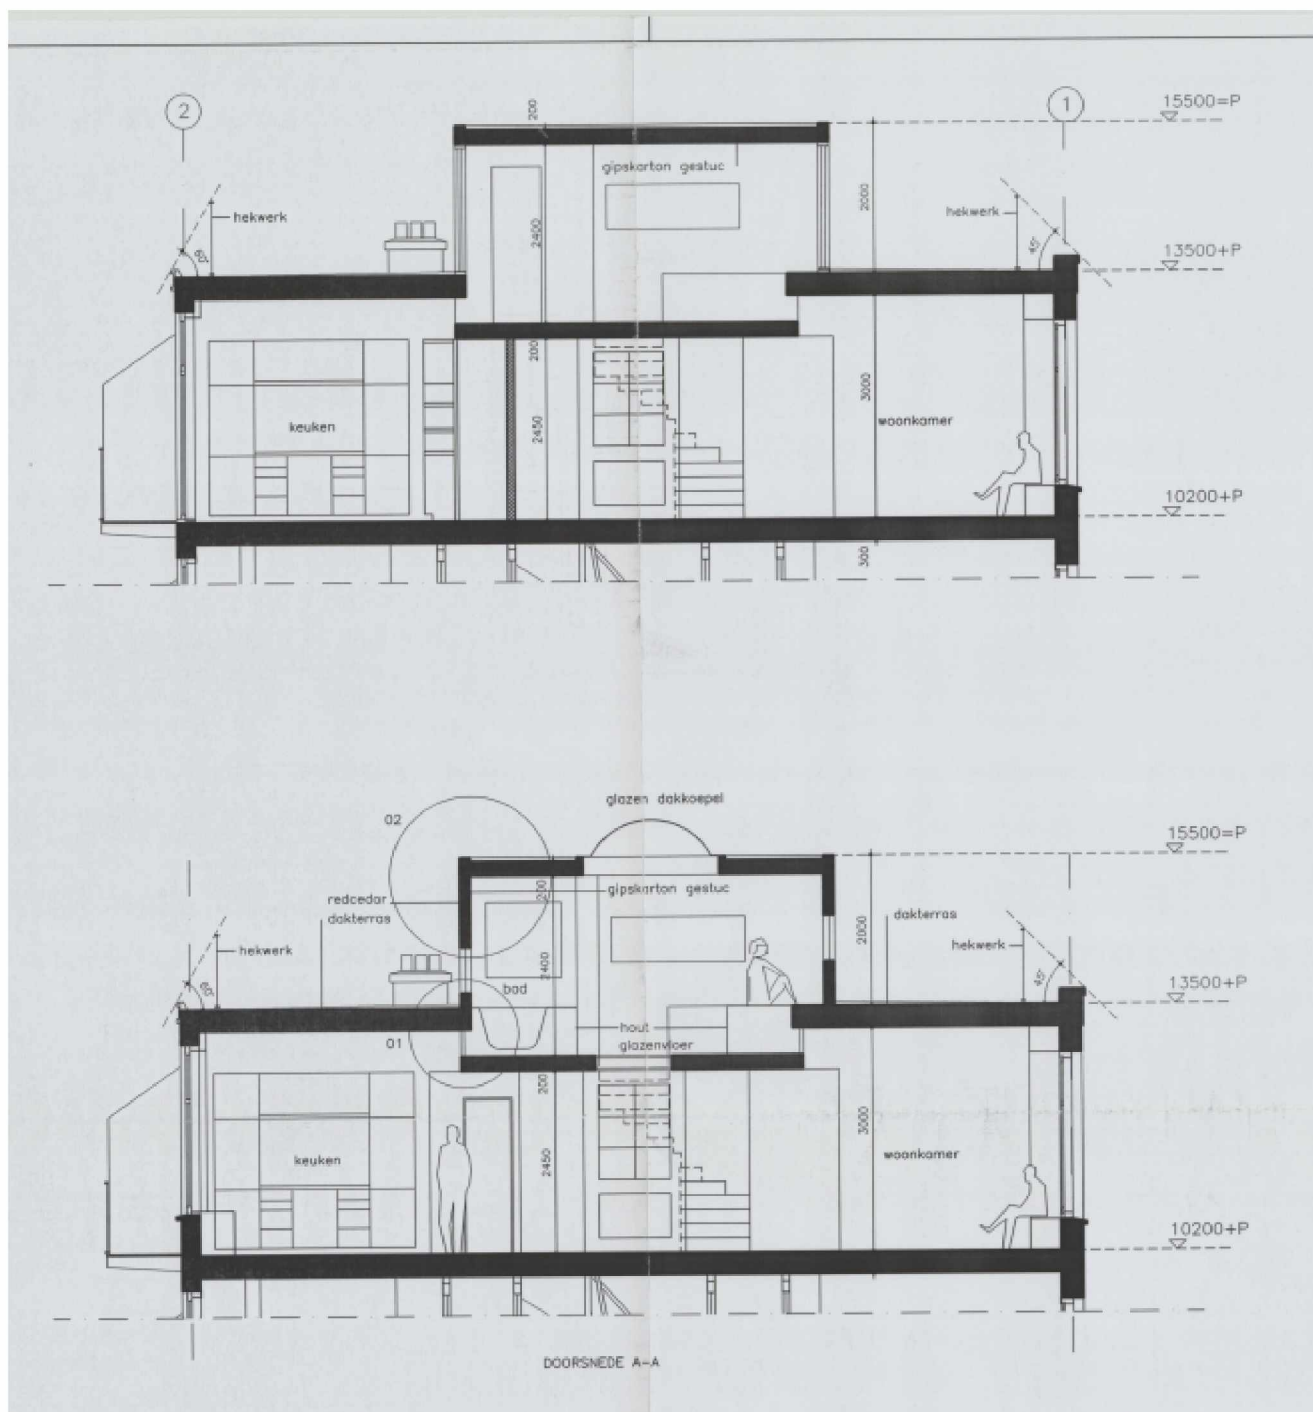 2
1
15500=P
200
gipskarton gestuc
hekwerk
2400
2000
hekwerk
60°
45°
13500+P
200
3000
keuken
2450
woonkamer
10200+P
300
glazen dakkoepel
02
15500=P
200
gipskarton gestuc
redcedar
dakterras
dakterras
2000
hekwerk
hekwerk
2400
60°
bad
45°
13500+P
hout
01
glazenvloer
200
3000
keuken
2450
woonkamer
10200+P
DOORSNEDE A-A